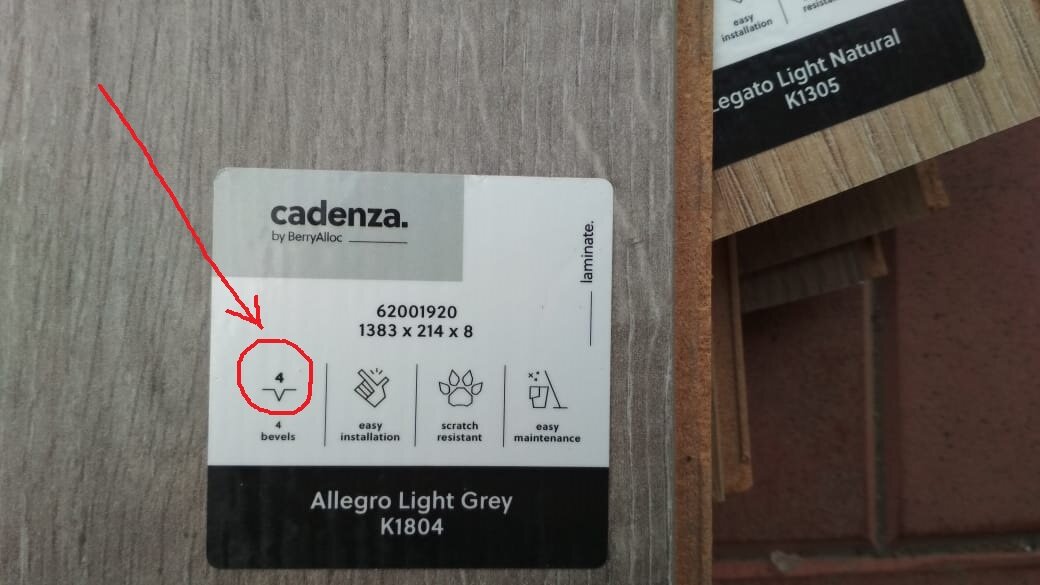 cadenza.
by BerryAlloc
laminate.
62001920
1383 x 214 x 8
4
4
bevels
easy
installation
scratch
resistant
easy
maintenance
Allegro Light Grey
K1804
easy
installation
Legato Light Natural
K1305